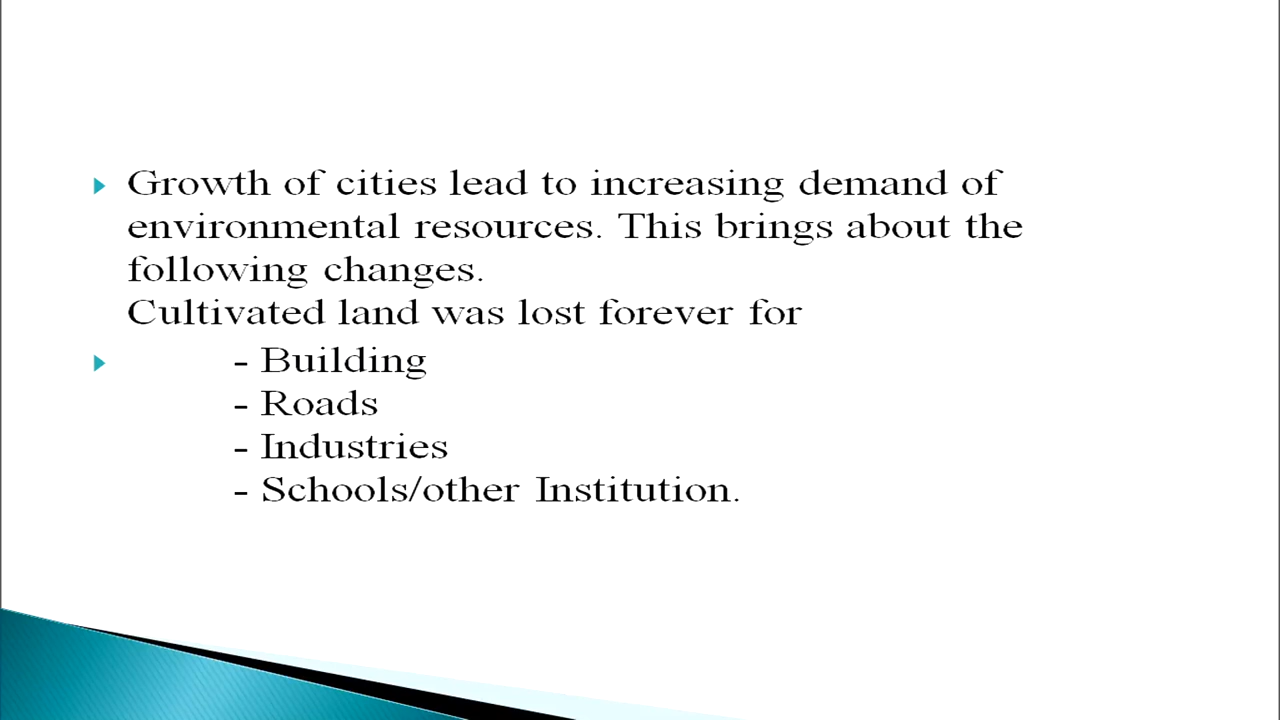 Growth of cities lead to increasing demand of
environmental resources. This brings about the
following changes.
Cultivated land was lost forever for
- Building
- Roads
- Industries
- Schools/other Institution.